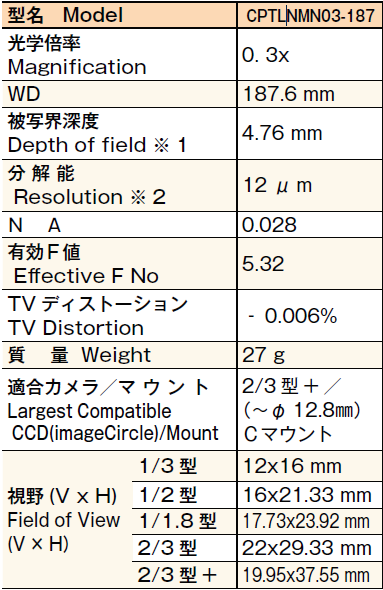 型名 Model CPTLNMN03-187
光学倍率
Magnification
0. 3x
WD 187.6 mm
被写界深度
Depth of field ※ 1
4.76 mm
分 解 能
Resolution ※ 2
12 μ m
N A 0.028
有効F値
Effective F No
5.32
TV ディストーション
TV Distortion
- 0.006%
質 量 Weight 27 g
適合カメラ／マ ウ ン ト
Largest Compatible
CCD(imageCircle)/Mount
2/3 型＋／
(～φ 12.8㎜)
Cマウント
視野 (V x H)
Field of View
(V × H)
1/3 型 12x16 mm
1/2 型 16x21.33 mm
1/1.8 型 17.73x23.92 mm
2/3 型 22x29.33 mm
2/3 型＋ 19.95x37.55 mm